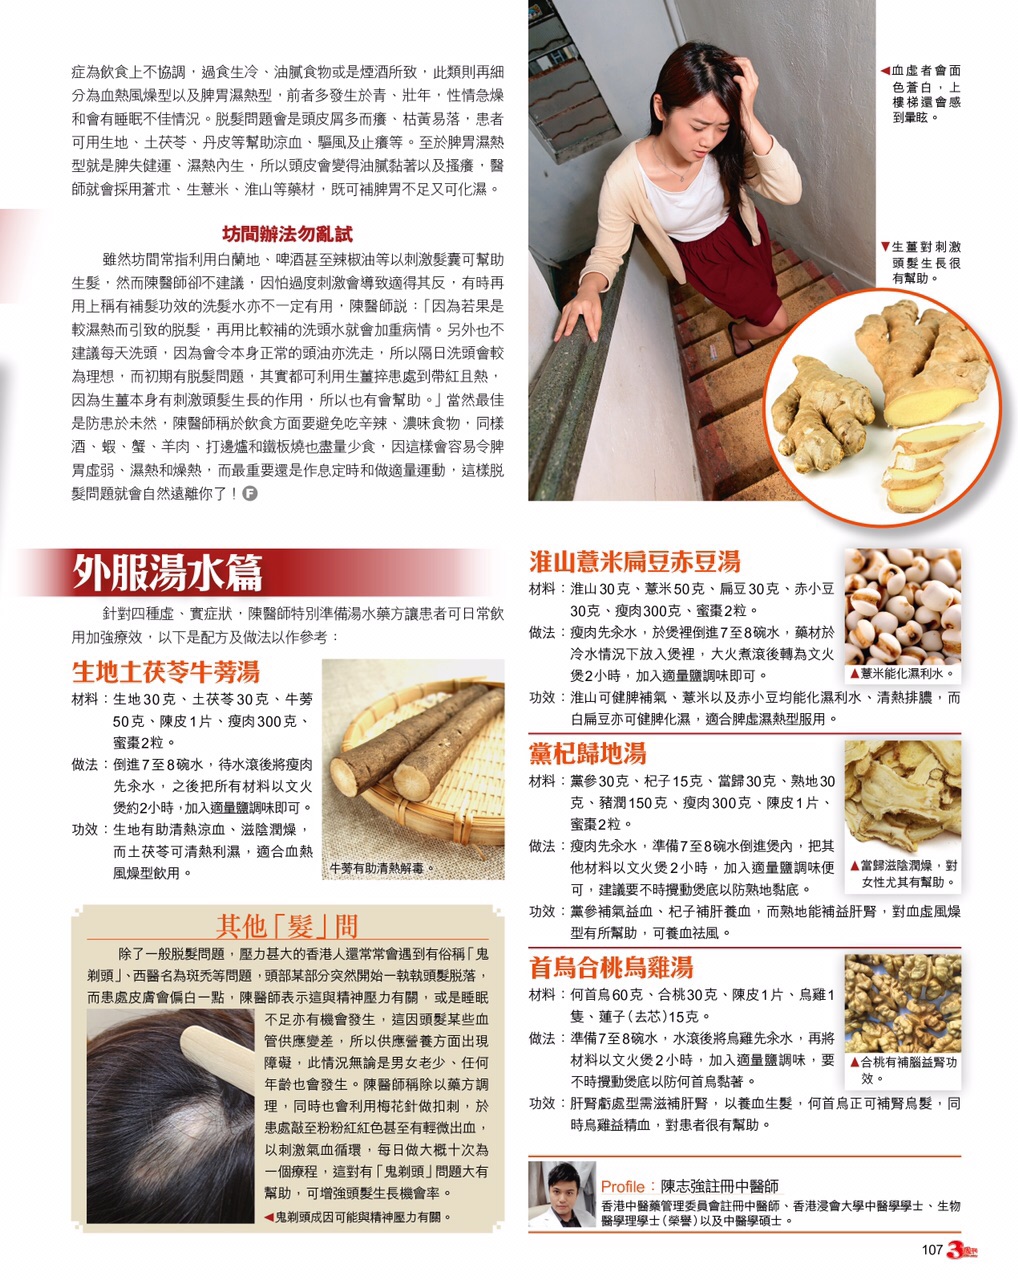 症為飲食上不協調，過食生冷、油膩食物或是煙酒所致，此類則再細
分為血熱風燥型以及脾胃濕熱型，前者多發生於青、壯年，性情急燥
和會有睡眠不佳情況。脱髮問題會是頭皮屑多而癢、枯黃易落，患者
可用生地、土茯苓、丹皮等幫助涼血、驅風及止癢等。至於脾胃濕熱
型就是脾失健運、濕熱內生，所以頭皮會變得油膩黏著以及搔癢，醫
師就會採用蒼朮、生薏米、淮山等藥材，既可補脾胃不足又可化濕。
坊間辦法勿亂試
雖然坊間常指利用白蘭地、啤酒甚至辣椒油等以刺激髮囊可幫助
生髮，然而陳醫師卻不建議，因怕過度刺激會導致適得其反，有時再
用上稱有補髮功效的洗髮水亦不一定有用，陳醫師説：「因為若果是
較濕熱而引致的脱髮，再用比較補的洗頭水就會加重病情。另外也不
建議每天洗頭，因為會令本身正常的頭油亦洗走，所以隔日洗頭會較
為理想，而初期有脱髮問題，其實都可利用生薑捽患處到帶紅且熱，
因為生薑本身有刺激頭髮生長的作用，所以也有會幫助。」當然最佳
是防患於未然，陳醫師稱於飲食方面要避免吃辛辣、濃味食物，同樣
酒、蝦、蟹、羊肉、打邊爐和鐵板燒也盡量少食，因這樣會容易令脾
胃虛弱、濕熱和燥熱，而最重要還是作息定時和做適量運動，這樣脱
髮問題就會自然遠離你了！F
◀血虛者會面
色蒼白，上
樓梯還會感
到暈眩。
▼生薑對刺激
頭髮生長很
有幫助。
外服湯水篇
針對四種虛、實症狀，陳醫師特別準備湯水藥方讓患者可日常飲
用加強療效，以下是配方及做法以作參考：
生地土茯苓牛蒡湯
材料：生地30克、土茯苓30克、牛蒡
50克、陳皮1片、瘦肉300克、
蜜棗2粒。
做法：倒進7至8碗水，待水滾後將瘦肉
先汆水，之後把所有材料以文火
煲約2小時，加入適量鹽調味即可。
功效：生地有助清熱涼血、滋陰潤燥，
而土茯苓可清熱利濕，適合血熱
風燥型飲用。
牛蒡有助清熱解毒。
其他「髮」問
除了一般脱髮問題，壓力甚大的香港人還常常會遇到有俗稱「鬼
剃頭」、西醫名為斑禿等問題，頭部某部分突然開始一執執頭髮脱落，
而患處皮膚會偏白一點，陳醫師表示這與精神壓力有關，或是睡眠
不足亦有機會發生，這因頭髮某些血
管供應變差，所以供應營養方面出現
障礙，此情況無論是男女老少、任何
年齡也會發生。陳醫師稱除以藥方調
理，同時也會利用梅花針做扣刺，於
患處敲至粉粉紅紅色甚至有輕微出血，
以刺激氣血循環，每日做大概十次為
一個療程，這對有「鬼剃頭」問題大有
幫助，可增強頭髮生長機會率。
◀鬼剃頭成因可能與精神壓力有關。
淮山薏米扁豆赤豆湯
材料：淮山30克、薏米50克、扁豆30克、赤小豆
30克、瘦肉300克、蜜棗2粒。
做法：瘦肉先汆水，於煲裡倒進7至8碗水，藥材於
冷水情況下放入煲裡，大火煮滾後轉為文火
煲2小時，加入適量鹽調味即可。
功效：淮山可健脾補氣、薏米以及赤小豆均能化濕利水、清熱排膿，而
白扁豆亦可健脾化濕，適合脾虛濕熱型服用。
▲薏米能化濕利水。
黨杞歸地湯
材料：黨參30克、杞子15克、當歸30克、熟地30
克、豬𦟌150克、瘦肉300克、陳皮1片、
蜜棗2粒。
做法：瘦肉先汆水，準備7至8碗水倒進煲內，把其
他材料以文火煲2小時，加入適量鹽調味便
可，建議要不時攪動煲底以防熟地黏底。
功效：黨參補氣益血、杞子補肝養血，而熟地能補益肝腎，對血虛風燥
型有所幫助，可養血祛風。
▲當歸滋陰潤燥，對
女性尤其有幫助。
首烏合桃烏雞湯
材料：何首烏60克、合桃30克、陳皮1片、烏雞1
隻、蓮子（去芯）15克。
做法：準備7至8碗水，水滾後將烏雞先汆水，再將
材料以文火煲2小時，加入適量鹽調味，要
不時攪動煲底以防何首烏黏著。
功效：肝腎虧處型需滋補肝腎，以養血生髮，何首烏正可補腎烏髮，同
時烏雞益精血，對患者很有幫助。
▲合桃有補腦益腎功
效。
Profile：陳志強註冊中醫師
香港中醫藥管理委員會註冊中醫師、香港浸會大學中醫學學士、生物
醫學理學士（榮譽）以及中醫學碩士。
107 3周刊